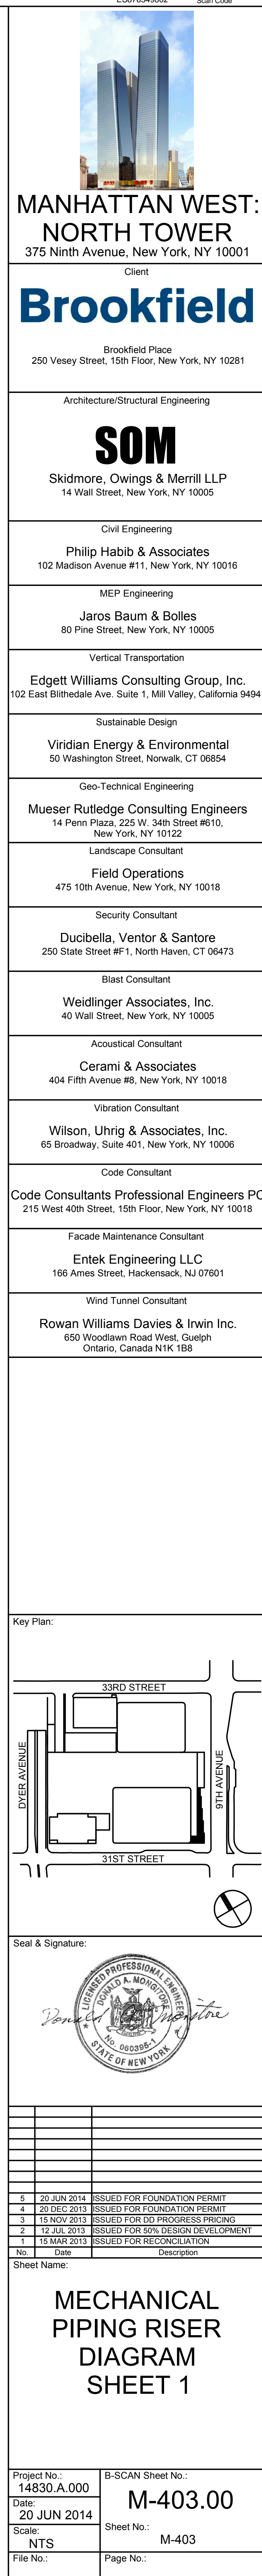 Scan Code
MANHATTAN WEST:
NORTH TOWER
375 Ninth Avenue, New York, NY 10001
Client
Brookfield
Brookfield Place
250 Vesey Street, 15th Floor, New York, NY 10281
Architecture/Structural Engineering
SOM
Skidmore, Owings & Merrill LLP
14 Wall Street, New York, NY 10005
Civil Engineering
Philip Habib & Associates
102 Madison Avenue #11, New York, NY 10016
MEP Engineering
Jaros Baum & Bolles
80 Pine Street, New York, NY 10005
Vertical Transportation
Edgett Williams Consulting Group, Inc.
102 East Blithedale Ave. Suite 1, Mill Valley, California 9494
Sustainable Design
Viridian Energy & Environmental
50 Washington Street, Norwalk, CT 06854
Geo-Technical Engineering
Mueser Rutledge Consulting Engineers
14 Penn Plaza, 225 W. 34th Street #610,
New York, NY 10122
Landscape Consultant
Field Operations
475 10th Avenue, New York, NY 10018
Security Consultant
Ducibella, Ventor & Santore
250 State Street #F1, North Haven, CT 06473
Blast Consultant
Weidlinger Associates, Inc.
40 Wall Street, New York, NY 10005
Acoustical Consultant
Cerami & Associates
404 Fifth Avenue #8, New York, NY 10018
Vibration Consultant
Wilson, Uhrig & Associates, Inc.
65 Broadway, Suite 401, New York, NY 10006
Code Consultant
Code Consultants Professional Engineers PC
215 West 40th Street, 15th Floor, New York, NY 10018
Facade Maintenance Consultant
Entek Engineering LLC
166 Ames Street, Hackensack, NJ 07601
Wind Tunnel Consultant
Rowan Williams Davies & Irwin Inc.
650 Woodlawn Road West, Guelph
Ontario, Canada N1K 1B8
Key Plan:
33RD STREET
DYER AVENUE
9TH AVENUE
31ST STREET
Seal & Signature:
LICENSED PROFESSIONAL ENGINEER
DONALD A. MONGITORE
No. 060395-1
STATE OF NEW YORK
5 20 JUN 2014 ISSUED FOR FOUNDATION PERMIT
4 20 DEC 2013 ISSUED FOR FOUNDATION PERMIT
3 15 NOV 2013 ISSUED FOR DD PROGRESS PRICING
2 12 JUL 2013 ISSUED FOR 50% DESIGN DEVELOPMENT
1 15 MAR 2013 ISSUED FOR RECONCILIATION
No. Date Description
Sheet Name:
MECHANICAL
PIPING RISER
DIAGRAM
SHEET 1
Project No.:
14830.A.000
Date:
20 JUN 2014
Scale:
NTS
File No.:
B-SCAN Sheet No.:
M-403.00
Sheet No.:
M-403
Page No.: